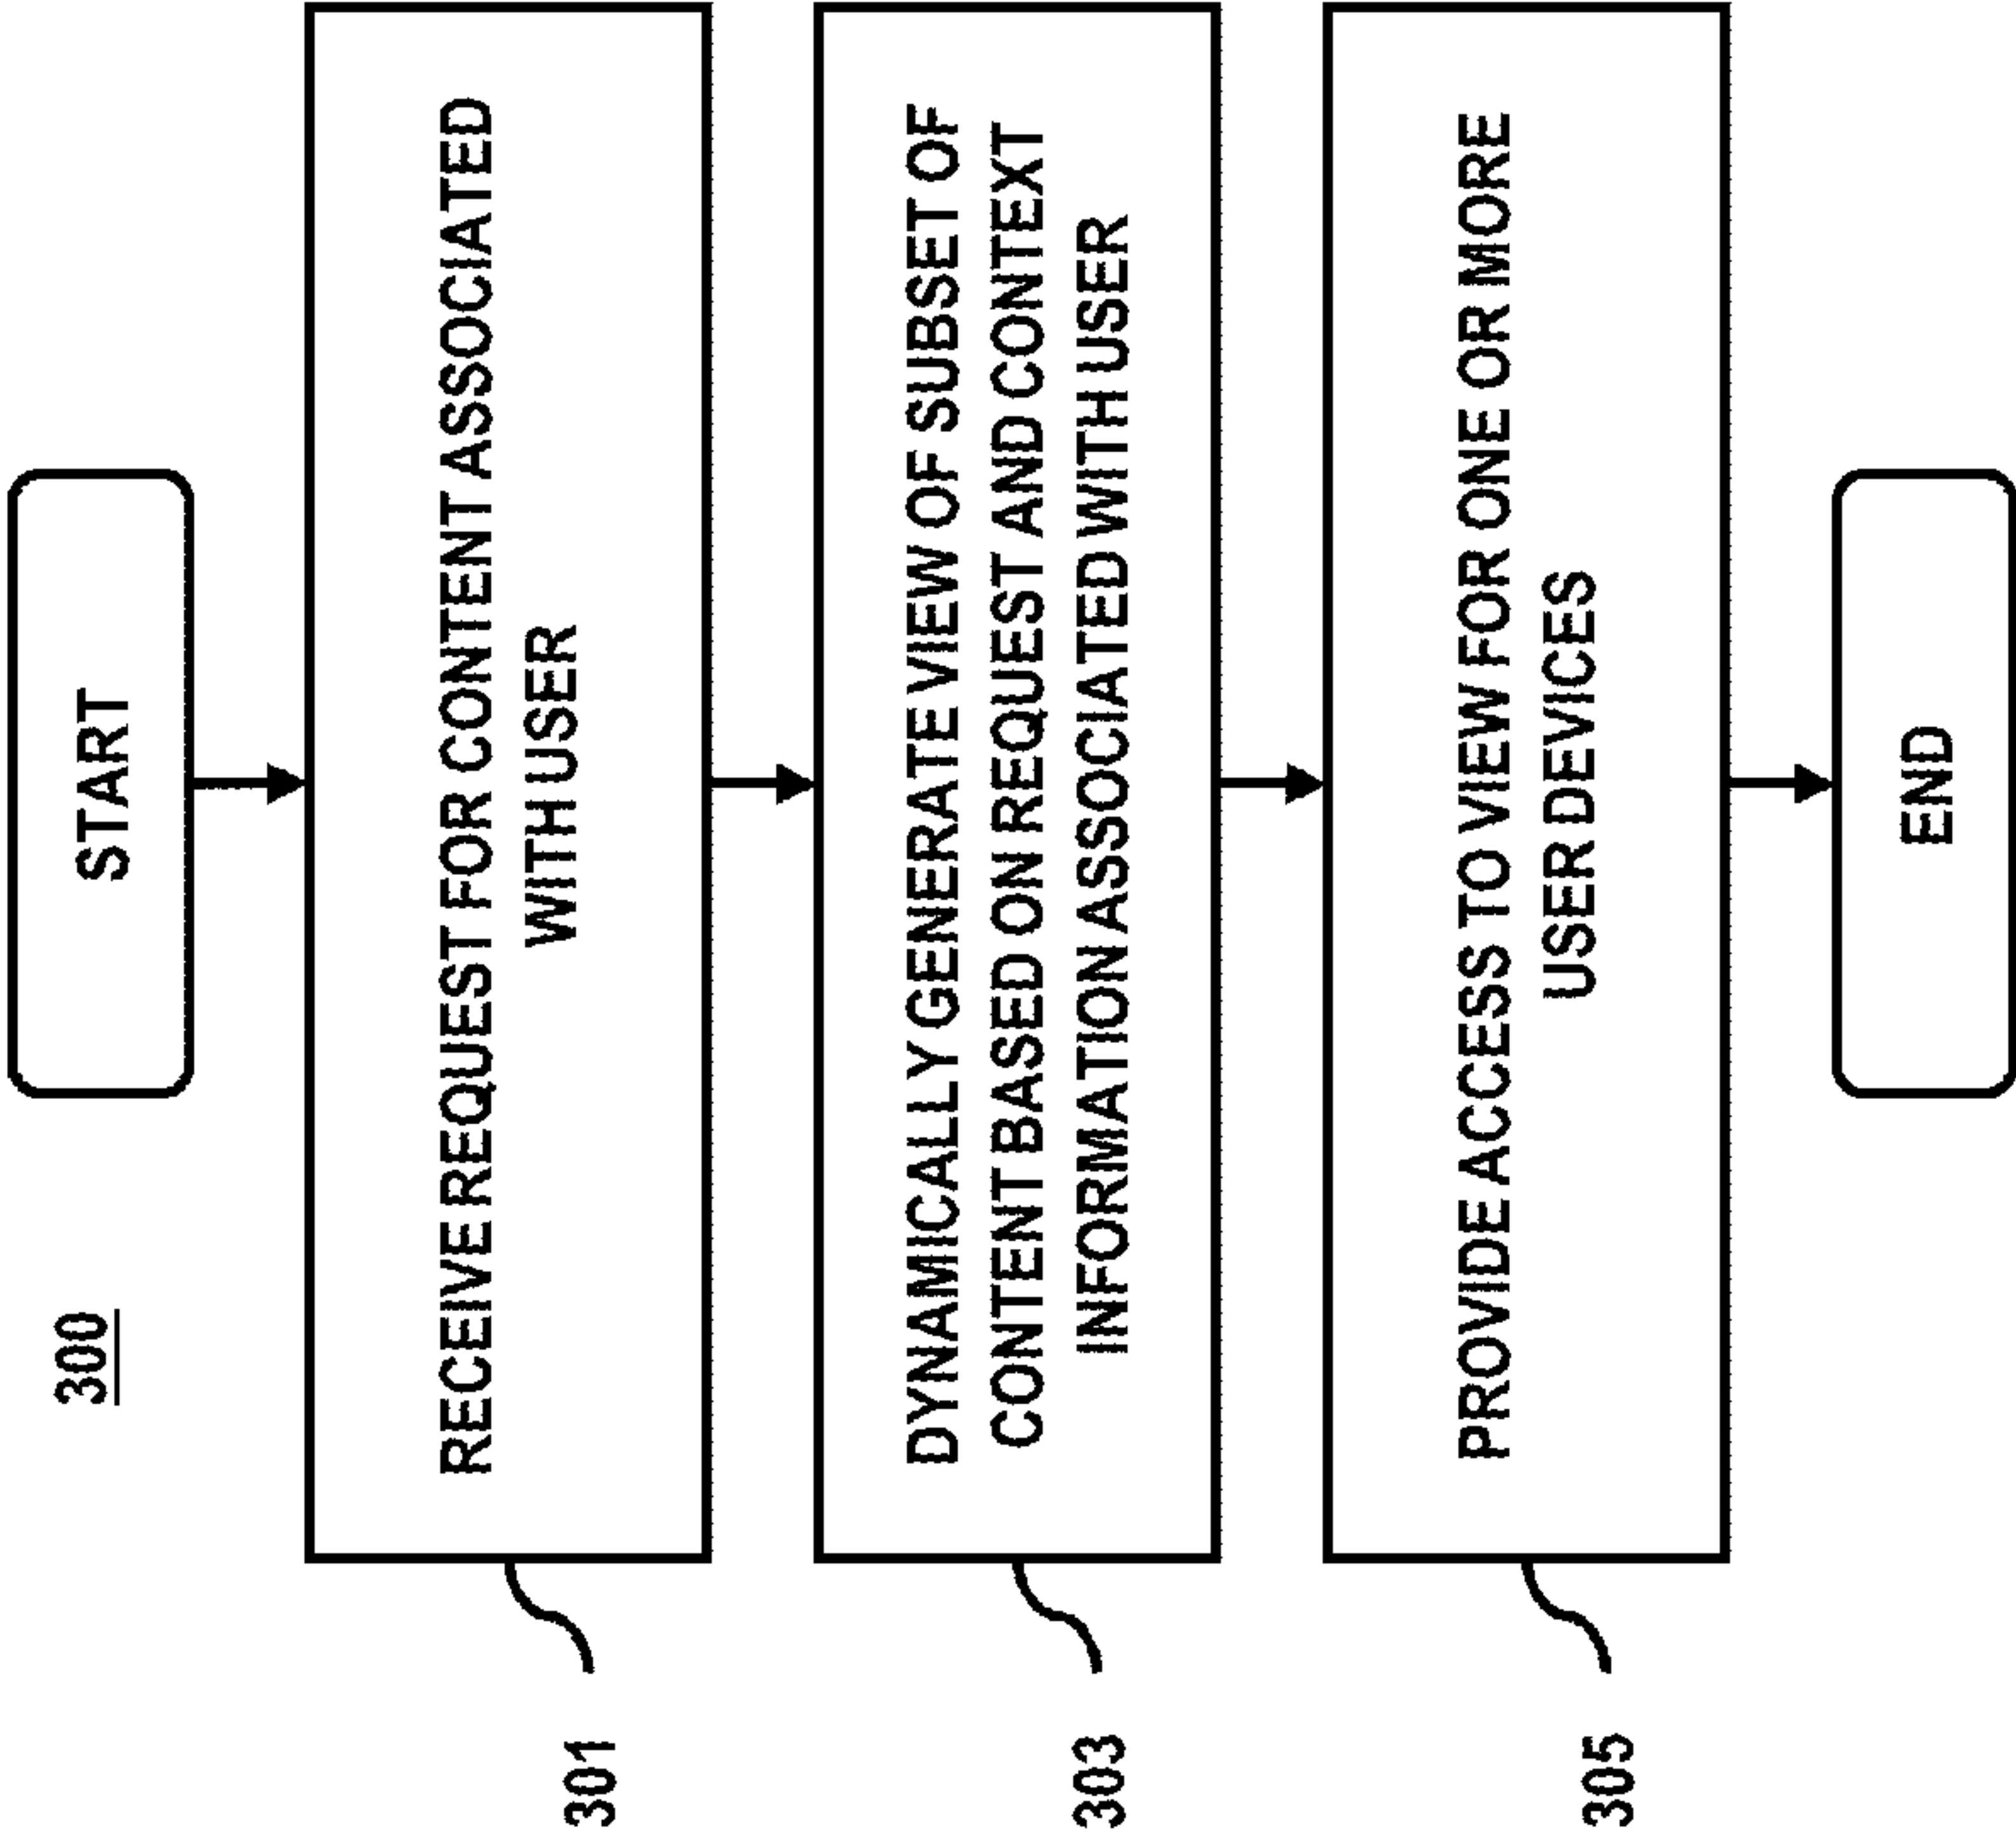 300
START
RECEIVE REQUEST FOR CONTENT ASSOCIATED
WITH USER
301
DYNAMICALLY GENERATE VIEW OF SUBSET OF
CONTENT BASED ON REQUEST AND CONTEXT
INFORMATION ASSOCIATED WITH USER
303
PROVIDE ACCESS TO VIEW FOR ONE OR MORE
USER DEVICES
305
END